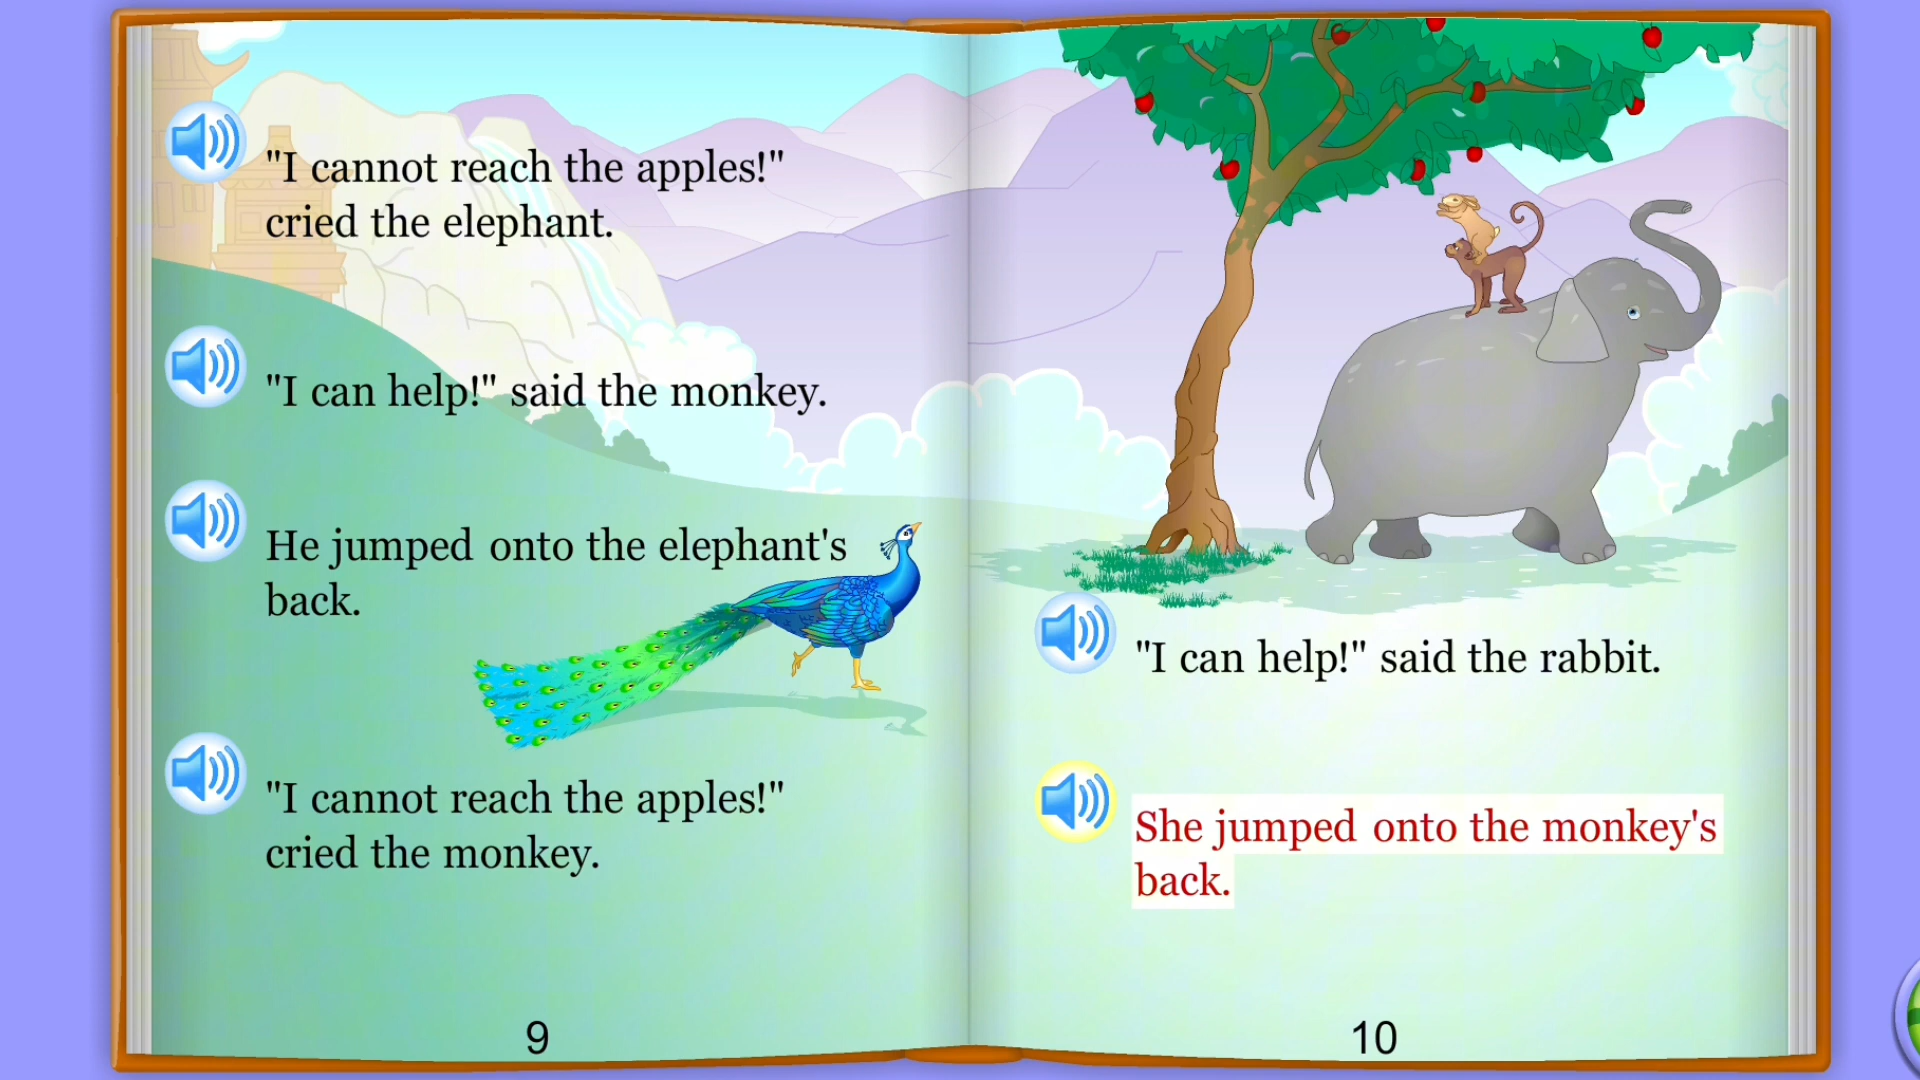 "I cannot reach the apples!"
cried the elephant.
"I can help!" said the monkey.
He jumped onto the elephant's
back.
"I cannot reach the apples!"
cried the monkey.
9
"I can help!" said the rabbit.
She jumped onto the monkey's
back.
10